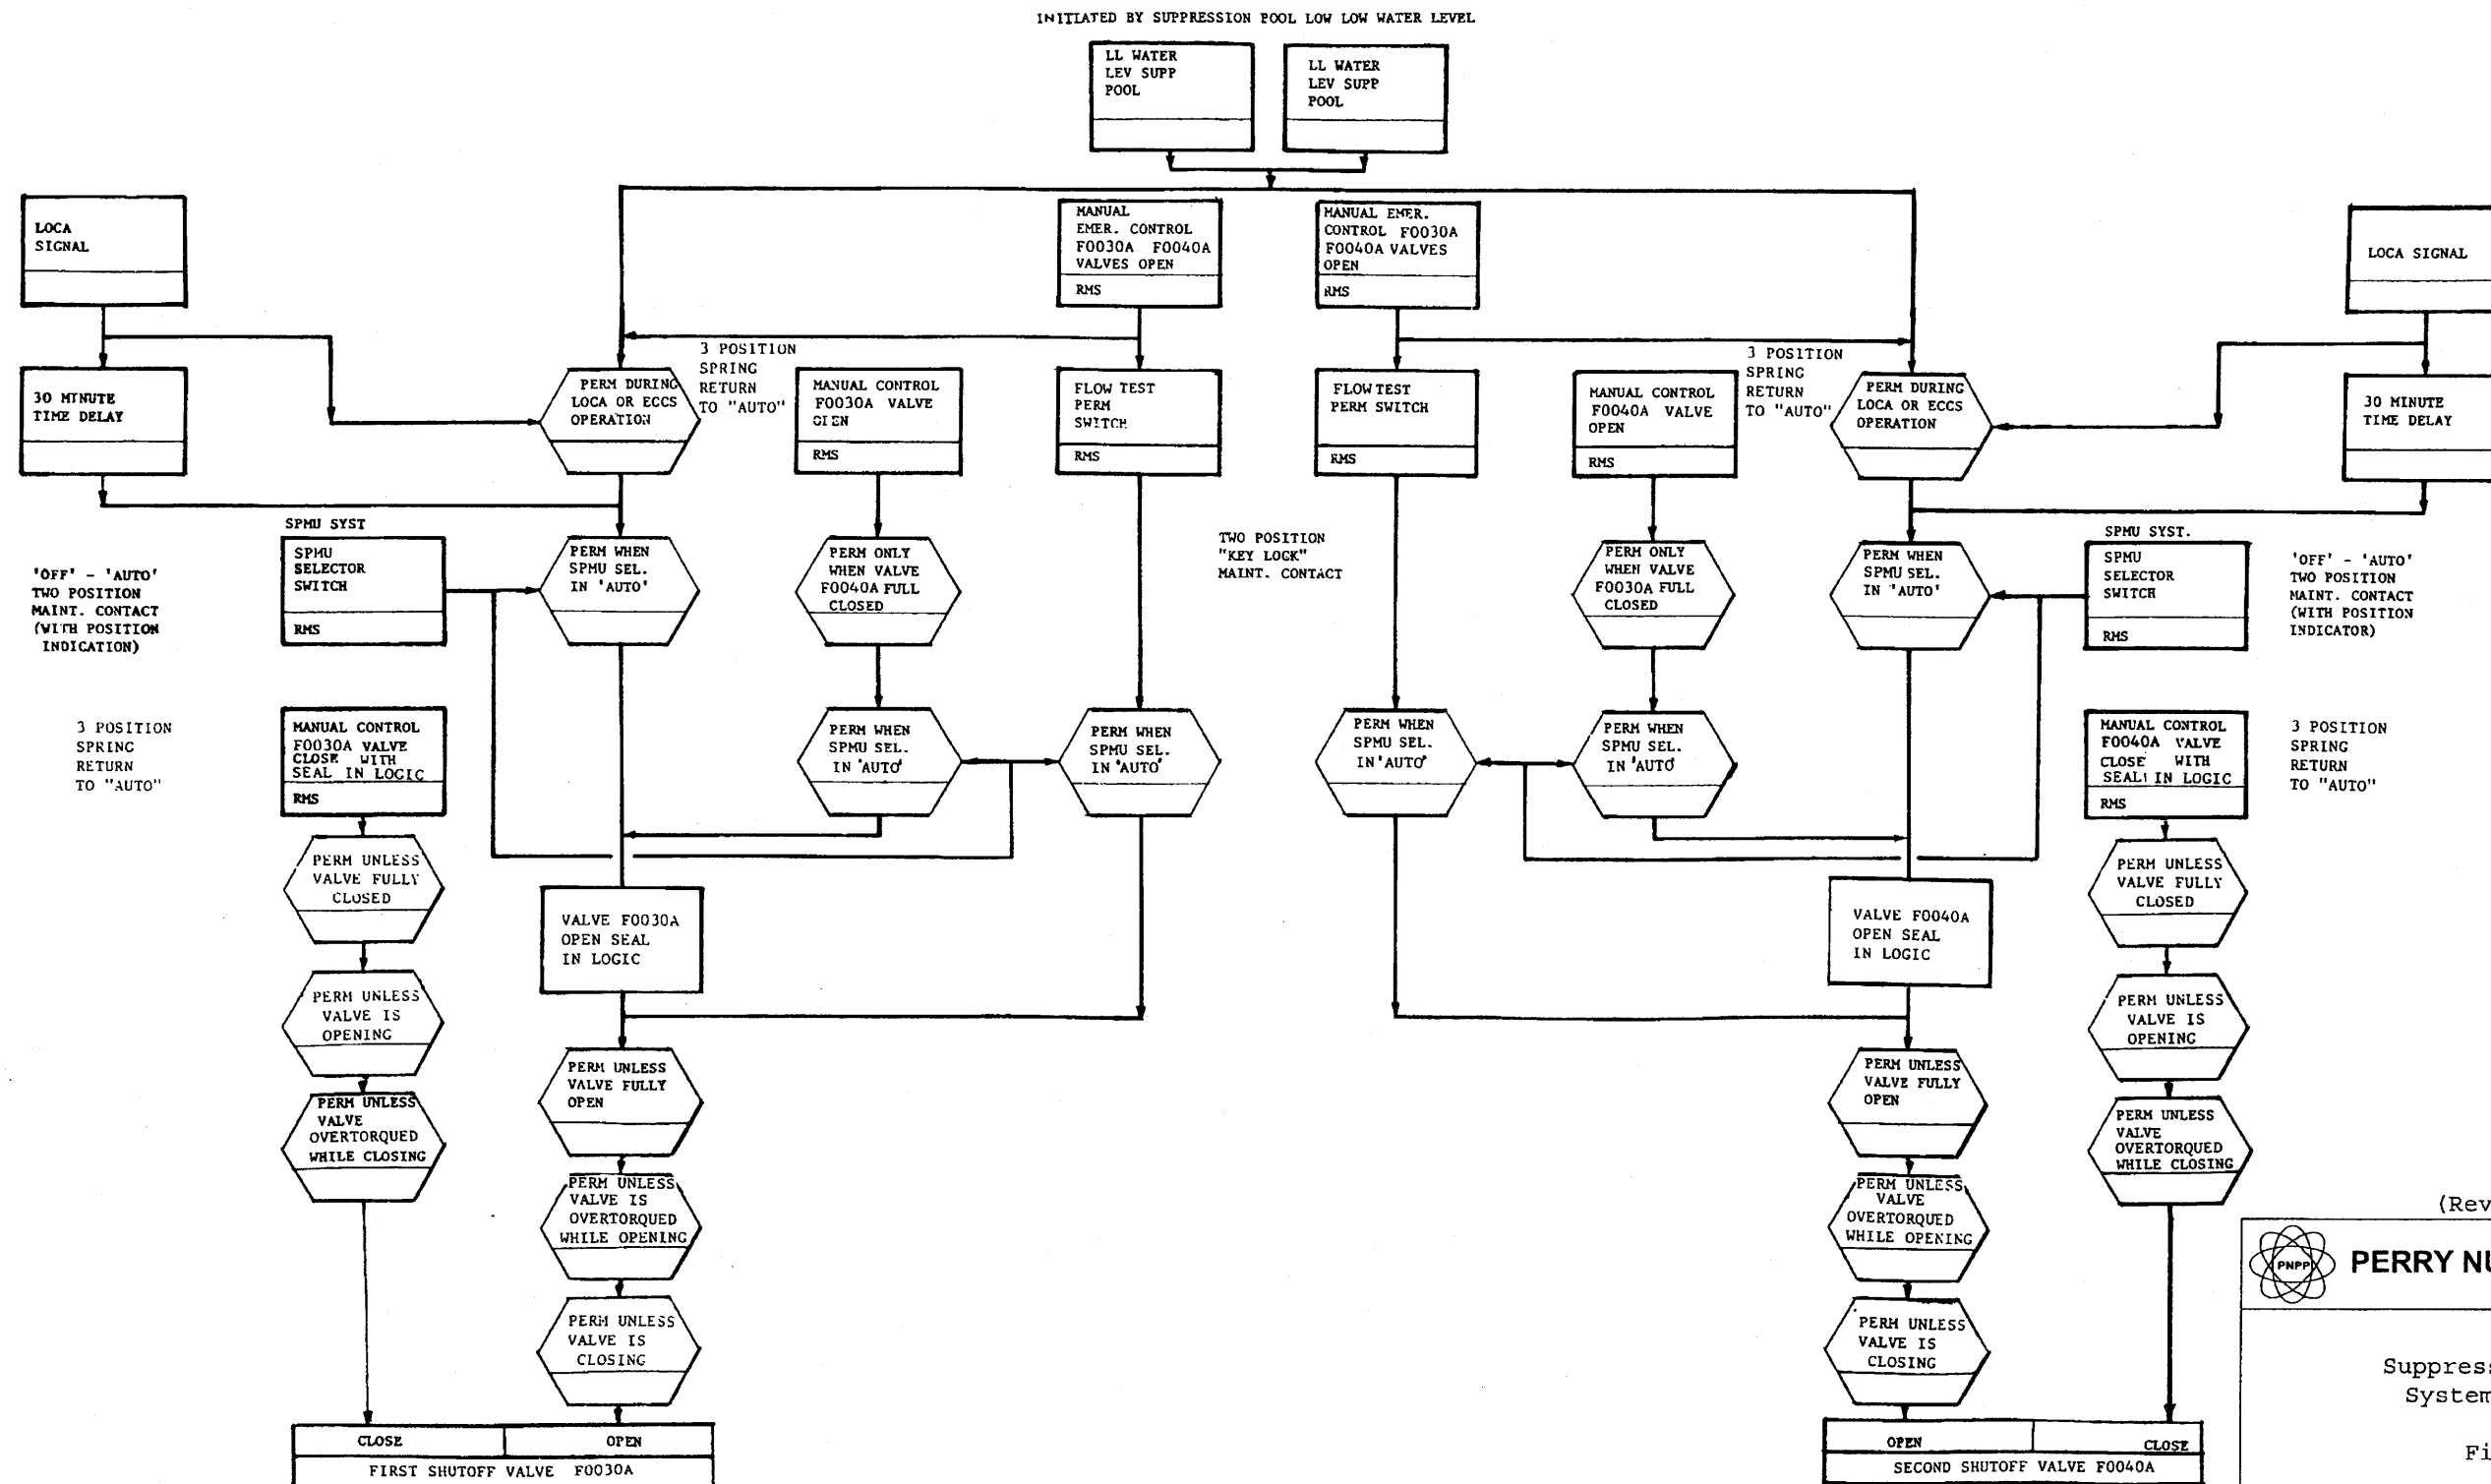 INITIATED BY SUPPRESSION POOL LOW LOW WATER LEVEL
LL WATER
LEV SUPP
POOL
LL WATER
LEV SUPP
POOL
LOCA
SIGNAL
MANUAL
EMER. CONTROL
F0030A F0040A
VALVES OPEN
RMS
MANUAL EMER.
CONTROL F0030A
F0040A VALVES
OPEN
RMS
LOCA SIGNAL
30 MINUTE
TIME DELAY
PERM DURING
LOCA OR ECCS
OPERATION
3 POSITION
SPRING
RETURN
TO "AUTO"
MANUAL CONTROL
F0030A VALVE
RMS
FLOW TEST
PERM
SWITCH
RMS
FLOW TEST
PERM SWITCH
RMS
MANUAL CONTROL
F0040A VALVE
OPEN
RMS
3 POSITION
SPRING
RETURN
TO "AUTO"
PERM DURING
LOCA OR ECCS
OPERATION
30 MINUTE
TIME DELAY
'OFF' - 'AUTO'
TWO POSITION
MAINT. CONTACT
(WITH POSITION
INDICATION)
SPMU SYST
SPMU
SELECTOR
SWITCH
RMS
PERM WHEN
SPMU SEL.
IN 'AUTO'
PERM ONLY
WHEN VALVE
F0040A FULL
CLOSED
TWO POSITION
"KEY LOCK"
MAINT. CONTACT
PERM ONLY
WHEN VALVE
F0030A FULL
CLOSED
PERM WHEN
SPMU SEL.
IN 'AUTO'
SPMU SYST.
SPMU
SELECTOR
SWITCH
RMS
'OFF' - 'AUTO'
TWO POSITION
MAINT. CONTACT
(WITH POSITION
INDICATOR)
3 POSITION
SPRING
RETURN
TO "AUTO"
MANUAL CONTROL
F0030A VALVE
CLOSE WITH
SEAL IN LOGIC
RMS
PERM WHEN
SPMU SEL.
IN 'AUTO'
PERM WHEN
SPMU SEL.
IN 'AUTO'
PERM WHEN
SPMU SEL.
IN 'AUTO'
PERM WHEN
SPMU SEL.
IN 'AUTO
MANUAL CONTROL
F0040A VALVE
CLOSE WITH
SEAL IN LOGIC
RMS
3 POSITION
SPRING
RETURN
TO "AUTO"
PERM UNLESS
VALVE FULLY
CLOSED
VALVE F0030A
OPEN SEAL
IN LOGIC
VALVE F0040A
OPEN SEAL
IN LOGIC
PERM UNLESS
VALVE FULLY
CLOSED
PERM UNLESS
VALVE IS
OPENING
PERM UNLESS
VALVE IS
OPENING
PERM UNLESS
VALVE
OVERTORQUED
WHILE CLOSING
PERM UNLESS
VALVE FULLY
OPEN
PERM UNLESS
VALVE FULLY
OPEN
PERM UNLESS
VALVE
OVERTORQUED
WHILE CLOSING
PERM UNLESS
VALVE IS
OVERTORQUED
WHILE OPENING
PERM UNLESS
VALVE
OVERTORQUED
WHILE OPENING
PERM UNLESS
VALVE IS
CLOSING
PERM UNLESS
VALVE IS
CLOSING
CLOSE OPEN
FIRST SHUTOFF VALVE F0030A
OPEN CLOSE
SECOND SHUTOFF VALVE F0040A
(Rev
PNPP
PERRY NU
Suppress
System
Fi